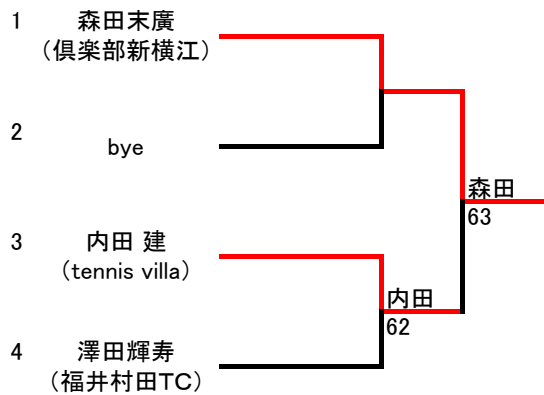 1 森田末廣
（倶楽部新横江）
2 bye
森田
63
3 内田 建
（tennis villa）
内田
62
4 澤田輝寿
（福井村田TC）